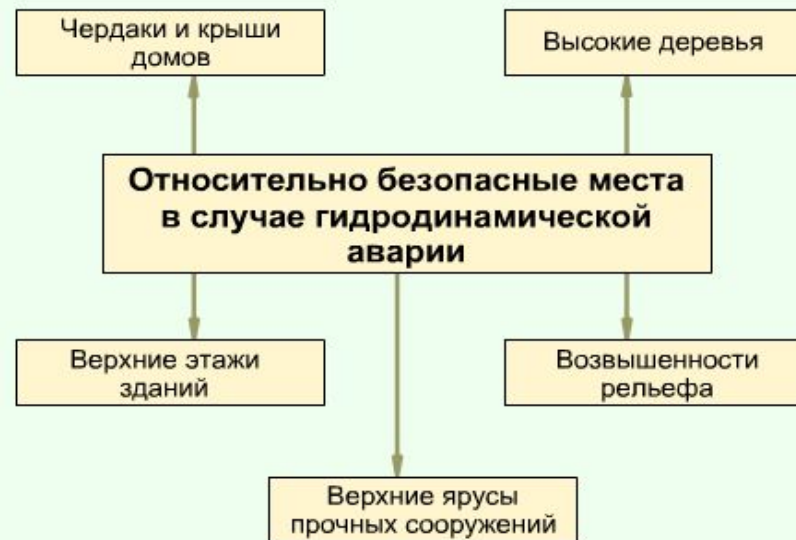 Чердаки и крыши
домов
Высокие деревья
Относительно безопасные места
в случае гидродинамической
аварии
Верхние этажи
зданий
Возвышенности
рельефа
Верхние ярусы
прочных сооружений